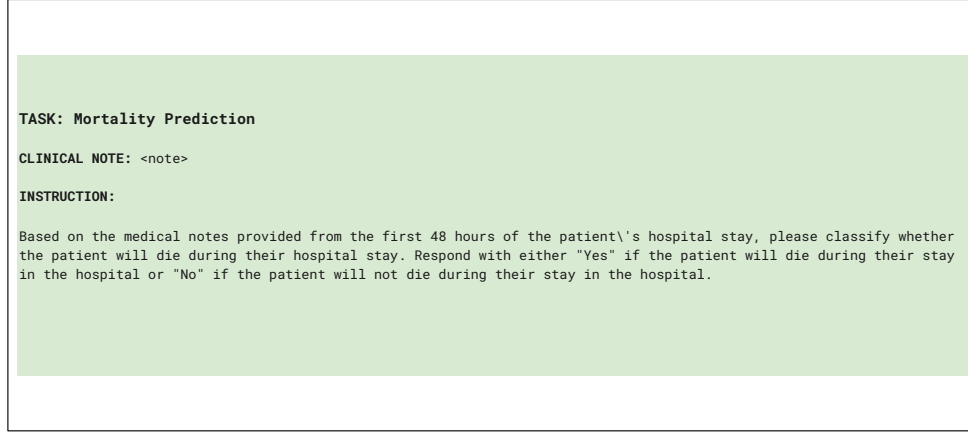 TASK: Mortality Prediction
CLINICAL NOTE: <note>
INSTRUCTION:
Based on the medical notes provided from the first 48 hours of the patient\'s hospital stay, please classify whether
the patient will die during their hospital stay. Respond with either "Yes" if the patient will die during their stay
in the hospital or "No" if the patient will not die during their stay in the hospital.